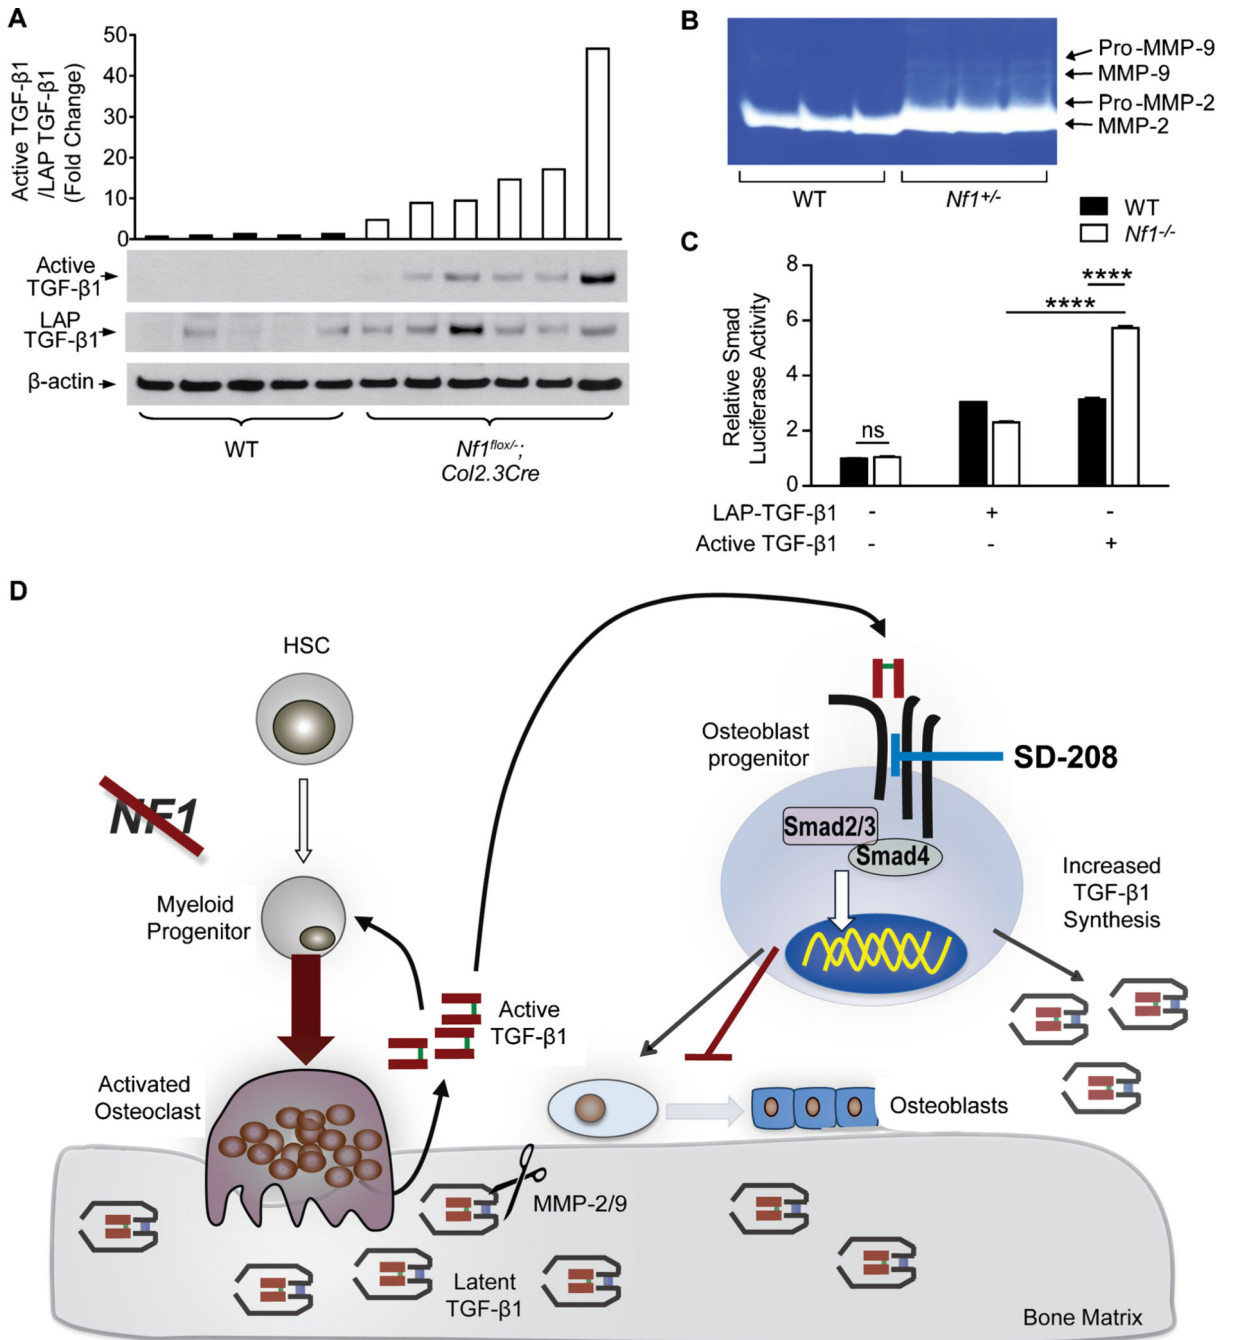 A
Active TGF-β1
/LAP TGF-β1
(Fold Change)
50
40
30
20
10
0
Active
TGF-β1
LAP
TGF-β1
β-actin
WT
Nf1flox/-;
Col2.3Cre
B
Pro-MMP-9
MMP-9
Pro-MMP-2
MMP-2
WT
Nf1+/-
WT
Nf1-/-
C
Relative Smad
Luciferase Activity
8
6
4
2
0
ns
****
****
LAP-TGF-β1 - + -
Active TGF-β1 - - +
D
HSC
NF1
Myeloid
Progenitor
Active
TGF-β1
Activated
Osteoclast
Osteoblast
progenitor
SD-208
Smad2/3
Smad4
Increased
TGF-β1
Synthesis
Osteoblasts
MMP-2/9
Latent
TGF-β1
Bone Matrix